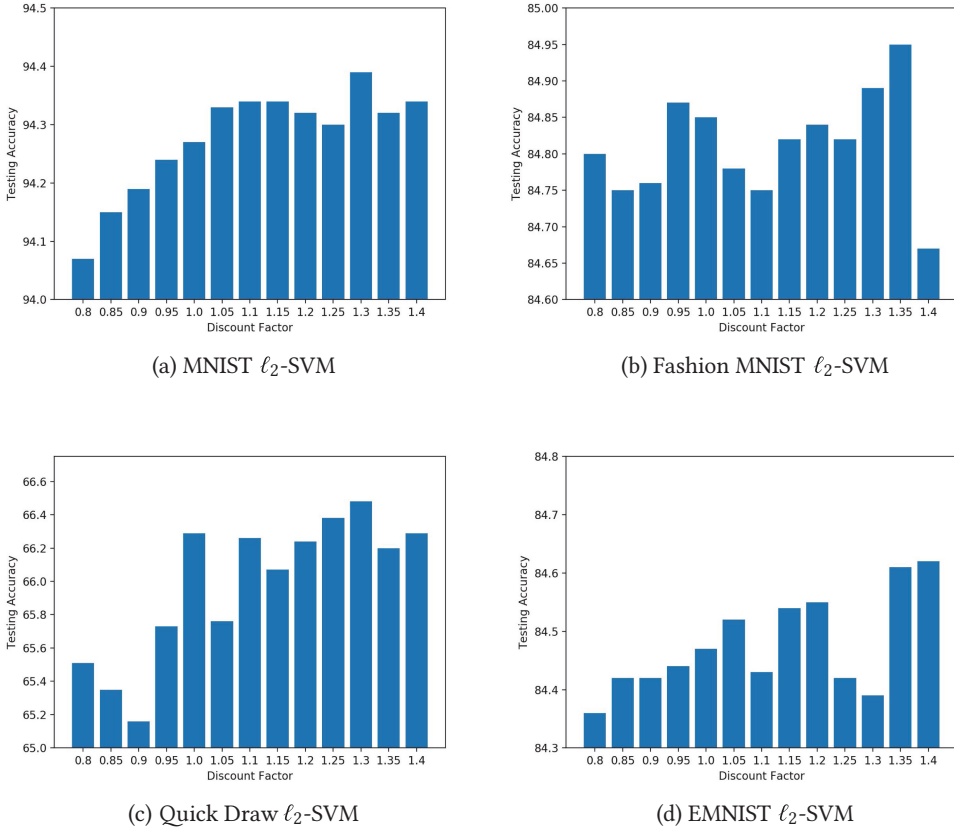 94.5
94.4
94.3
94.2
94.1
94.0
Testing Accuracy
0.8 0.85 0.9 0.95 1.0 1.05 1.1 1.15 1.2 1.25 1.3 1.35 1.4
Discount Factor
(a) MNIST ℓ₂-SVM
85.00
84.95
84.90
84.85
84.80
84.75
84.70
84.65
84.60
Testing Accuracy
0.8 0.85 0.9 0.95 1.0 1.05 1.1 1.15 1.2 1.25 1.3 1.35 1.4
Discount Factor
(b) Fashion MNIST ℓ₂-SVM
66.6
66.4
66.2
66.0
65.8
65.6
65.4
65.2
65.0
Testing Accuracy
0.8 0.85 0.9 0.95 1.0 1.05 1.1 1.15 1.2 1.25 1.3 1.35 1.4
Discount Factor
(c) Quick Draw ℓ₂-SVM
84.8
84.7
84.6
84.5
84.4
84.3
Testing Accuracy
0.8 0.85 0.9 0.95 1.0 1.05 1.1 1.15 1.2 1.25 1.3 1.35 1.4
Discount Factor
(d) EMNIST ℓ₂-SVM